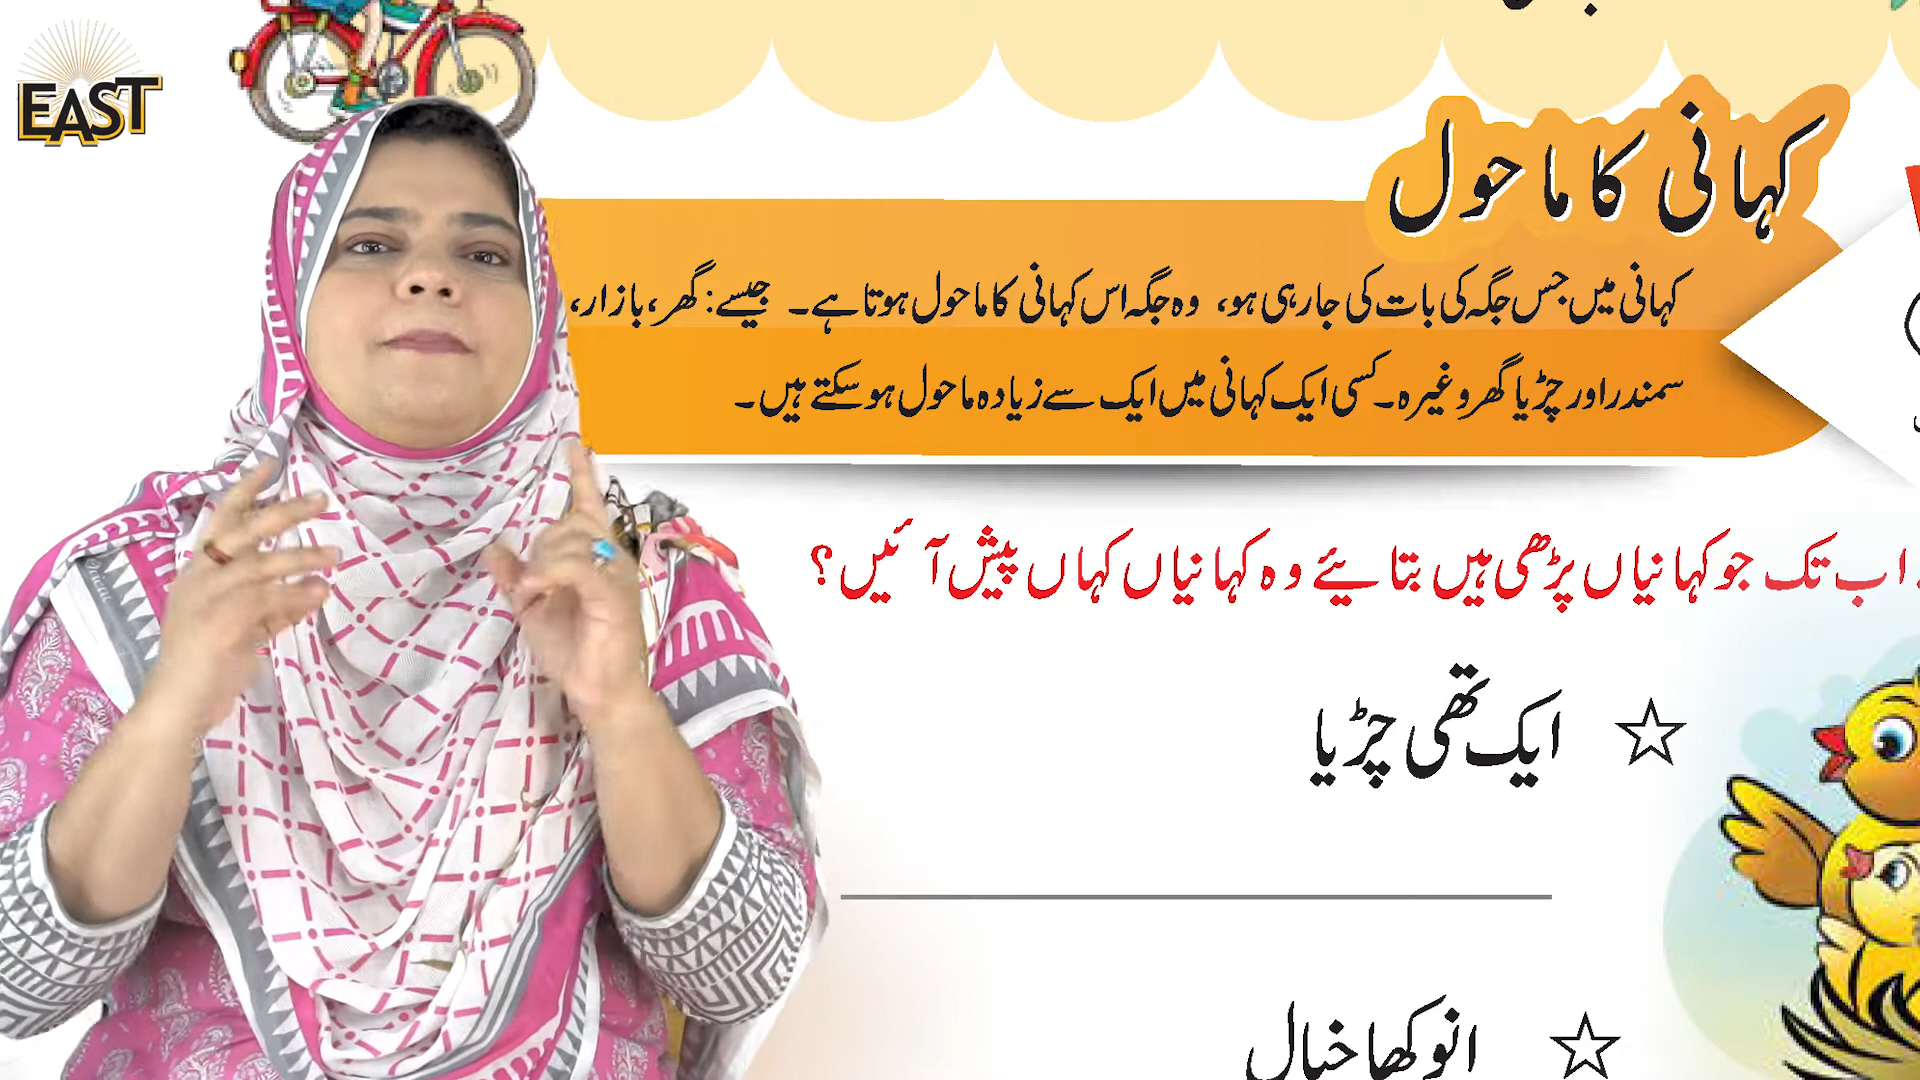 EAST
کہانی کا ماحول
کہانی میں جس جگہ کی بات کی جا رہی ہو، وہ جگہ اس کہانی کا ماحول ہوتا ہے۔ جیسے: گھر، بازار،
سمندر اور چڑیا گھر وغیرہ۔ کسی ایک کہانی میں ایک سے زیادہ ماحول ہوسکتے ہیں۔
اب تک جو کہانیاں پڑھی ہیں بتایئے وہ کہانیاں کہاں پیش آئیں؟
ایک تھی چڑیا
انوکھا خیال